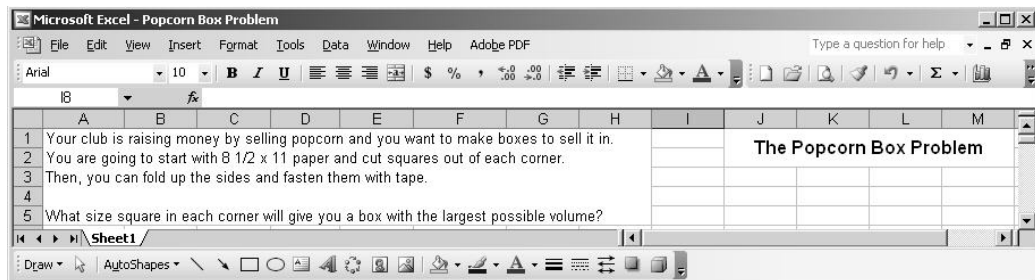 Microsoft Excel - Popcorn Box Problem
File Edit View Insert Format Tools Data Window Help Adobe PDF Type a question for help
Arial 10 B I U $ % , .00 .00 A Σ
I8 fx
A B C D E F G H I J K L M
1 Your club is raising money by selling popcorn and you want to make boxes to sell it in.
The Popcorn Box Problem
2 You are going to start with 8 1/2 x 11 paper and cut squares out of each corner.
3 Then, you can fold up the sides and fasten them with tape.
4
5 What size square in each corner will give you a box with the largest possible volume?
Sheet1
Draw AutoShapes A A